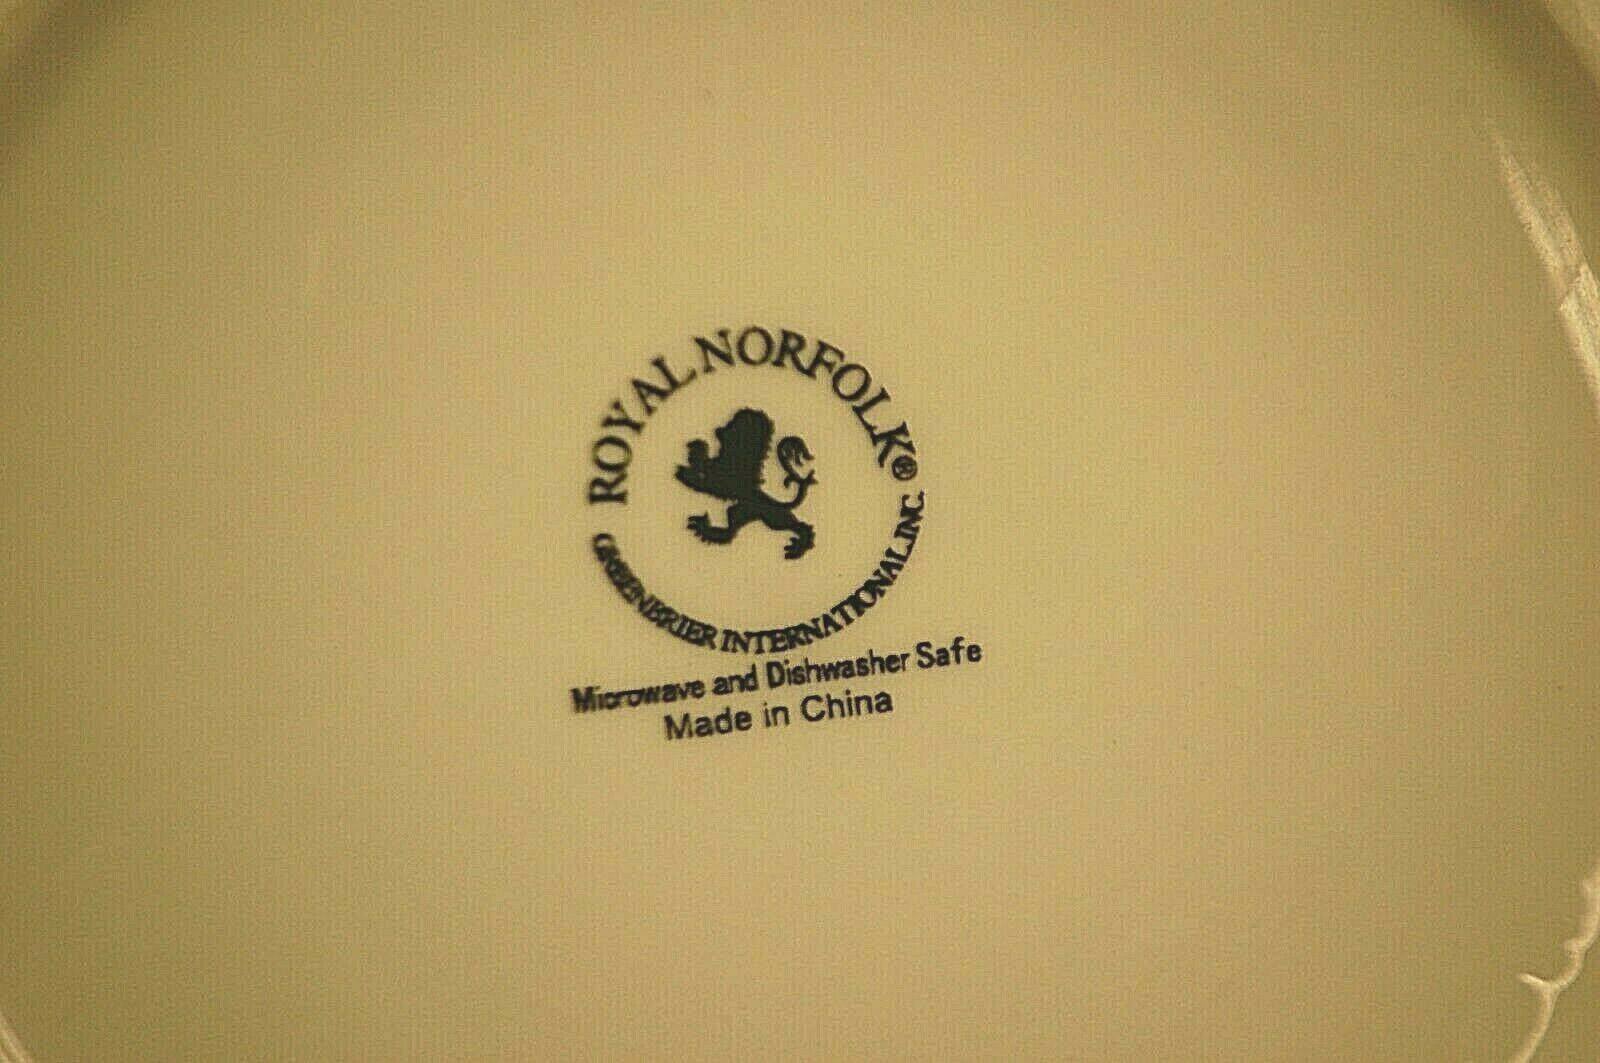 ROYAL NORFOLK®
GREENBRIER INTERNATIONAL, INC.
Microwave and Dishwasher Safe
Made in China